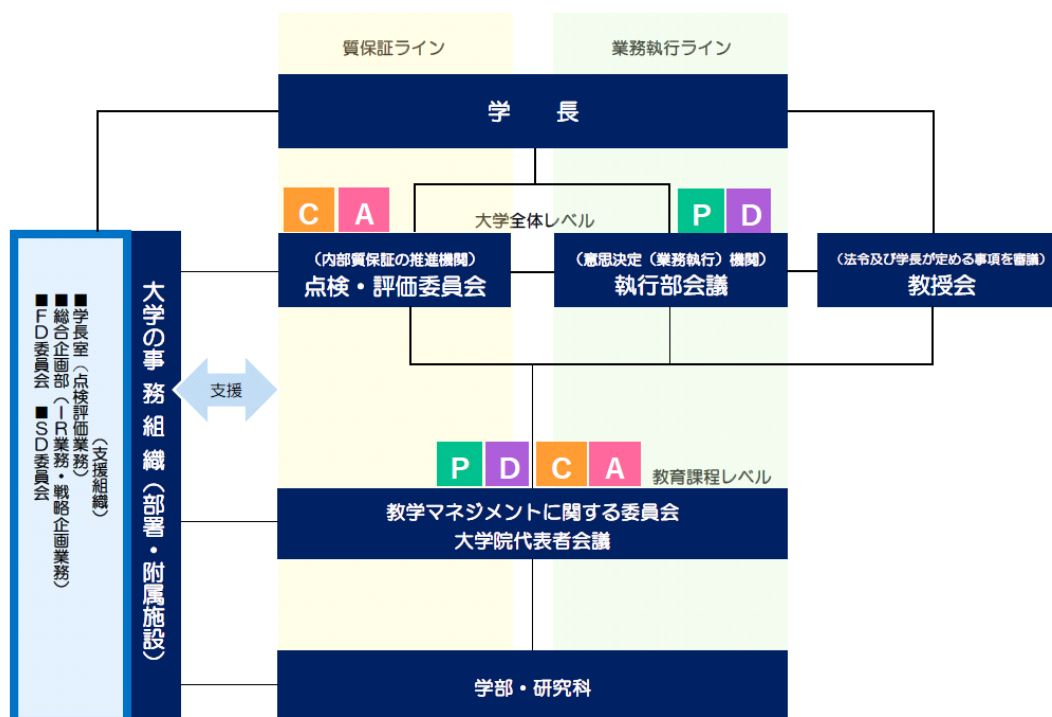 質保証ライン
業務執行ライン
学　長
C A
P D
大学全体レベル
（内部質保証の推進機関）
点検・評価委員会
（意思決定（業務執行）機関）
執行部会議
（法令及び学長が定める事項を審議）
教授会
（支援組織）
■学長室（点検評価業務）
■総合企画部（ＩＲ業務・戦略企画業務）
■ＦＤ委員会　■ＳＤ委員会
大学の事務組織（部署・附属施設）
支援
P D C A
教育課程レベル
教学マネジメントに関する委員会
大学院代表者会議
学部・研究科